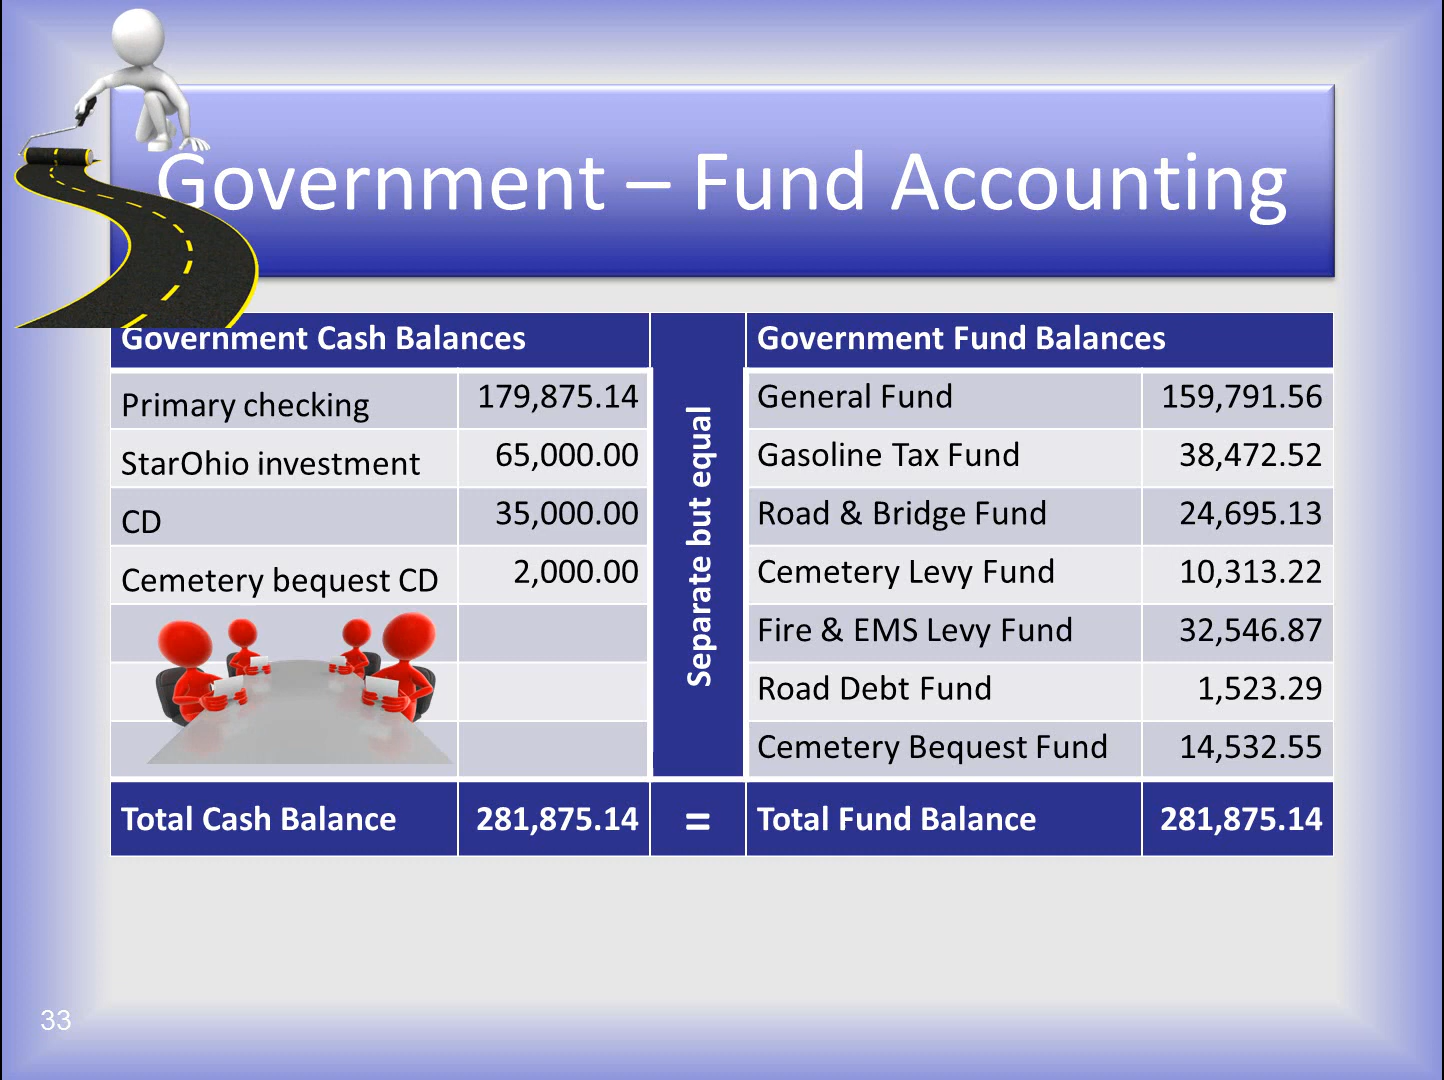 Government – Fund Accounting
Government Cash Balances
Government Fund Balances
Primary checking 179,875.14
General Fund 159,791.56
StarOhio investment 65,000.00
Gasoline Tax Fund 38,472.52
CD 35,000.00
Road & Bridge Fund 24,695.13
Cemetery bequest CD 2,000.00
Cemetery Levy Fund 10,313.22
Separate but equal
Fire & EMS Levy Fund 32,546.87
Road Debt Fund 1,523.29
Cemetery Bequest Fund 14,532.55
Total Cash Balance 281,875.14 = Total Fund Balance 281,875.14
33